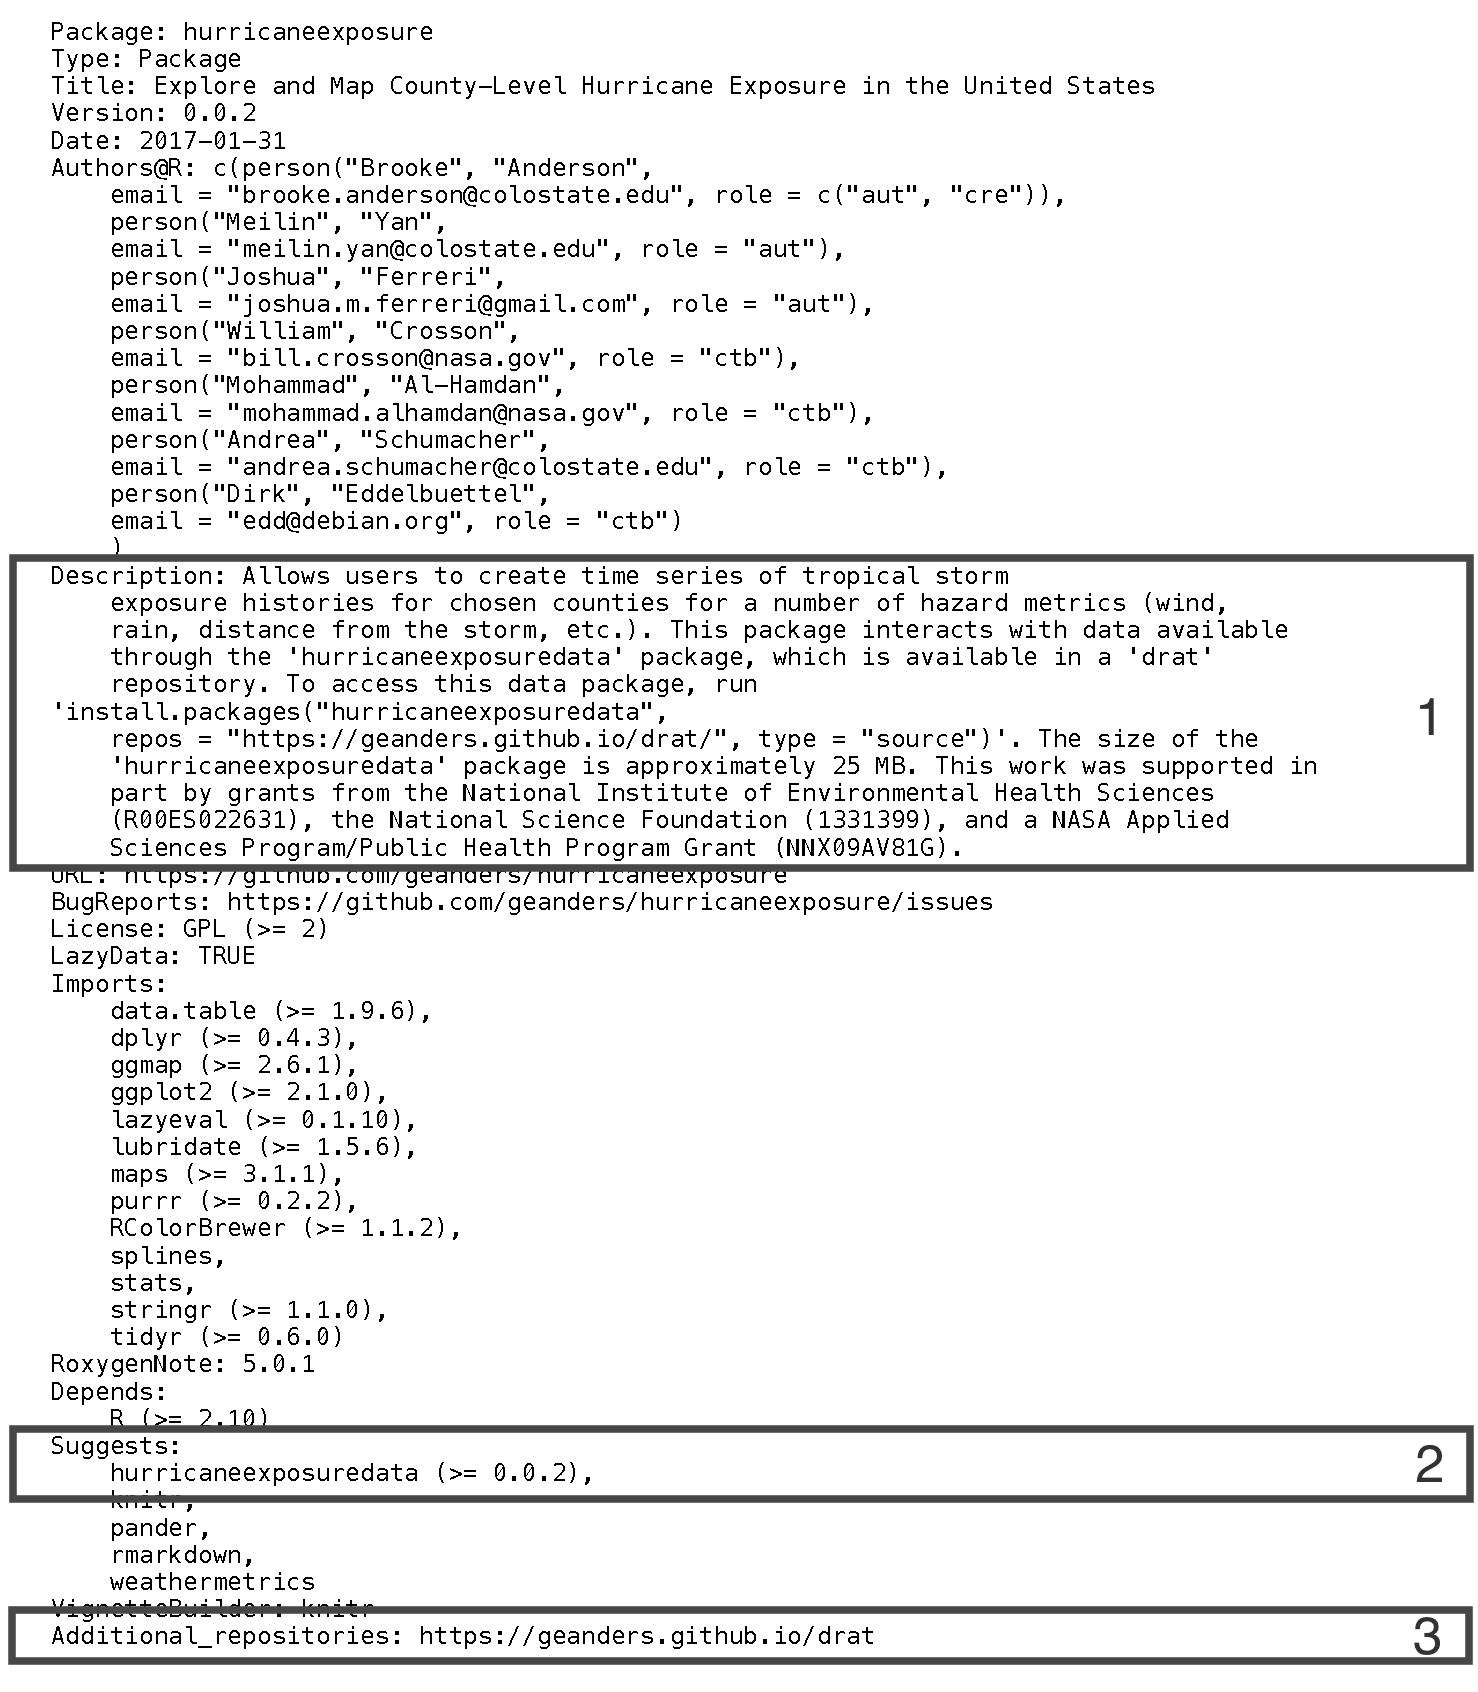 Package: hurricaneexposure
Type: Package
Title: Explore and Map County-Level Hurricane Exposure in the United States
Version: 0.0.2
Date: 2017-01-31
Authors@R: c(person("Brooke", "Anderson",
    email = "brooke.anderson@colostate.edu", role = c("aut", "cre")),
    person("Meilin", "Yan",
    email = "meilin.yan@colostate.edu", role = "aut"),
    person("Joshua", "Ferreri",
    email = "joshua.m.ferreri@gmail.com", role = "aut"),
    person("William", "Crosson",
    email = "bill.crosson@nasa.gov", role = "ctb"),
    person("Mohammad", "Al-Hamdan",
    email = "mohammad.alhamdan@nasa.gov", role = "ctb"),
    person("Andrea", "Schumacher",
    email = "andrea.schumacher@colostate.edu", role = "ctb"),
    person("Dirk", "Eddelbuettel",
    email = "edd@debian.org", role = "ctb")
    )
Description: Allows users to create time series of tropical storm
    exposure histories for chosen counties for a number of hazard metrics (wind,
    rain, distance from the storm, etc.). This package interacts with data available
    through the 'hurricaneexposuredata' package, which is available in a 'drat'
    repository. To access this data package, run
'install.packages("hurricaneexposuredata",
1
    repos = "https://geanders.github.io/drat/", type = "source")'. The size of the
    'hurricaneexposuredata' package is approximately 25 MB. This work was supported in
    part by grants from the National Institute of Environmental Health Sciences
    (R00ES022631), the National Science Foundation (1331399), and a NASA Applied
    Sciences Program/Public Health Program Grant (NNX09AV81G).
URL: https://github.com/geanders/hurricaneexposure
BugReports: https://github.com/geanders/hurricaneexposure/issues
License: GPL (>= 2)
LazyData: TRUE
Imports:
    data.table (>= 1.9.6),
    dplyr (>= 0.4.3),
    ggmap (>= 2.6.1),
    ggplot2 (>= 2.1.0),
    lazyeval (>= 0.1.10),
    lubridate (>= 1.5.6),
    maps (>= 3.1.1),
    purrr (>= 0.2.2),
    RColorBrewer (>= 1.1.2),
    splines,
    stats,
    stringr (>= 1.1.0),
    tidyr (>= 0.6.0)
RoxygenNote: 5.0.1
Depends:
    R (>= 2.10)
Suggests:
2
    hurricaneexposuredata (>= 0.0.2),
    knitr,
    pander,
    rmarkdown,
    weathermetrics
VignetteBuilder: knitr
Additional_repositories: https://geanders.github.io/drat
3